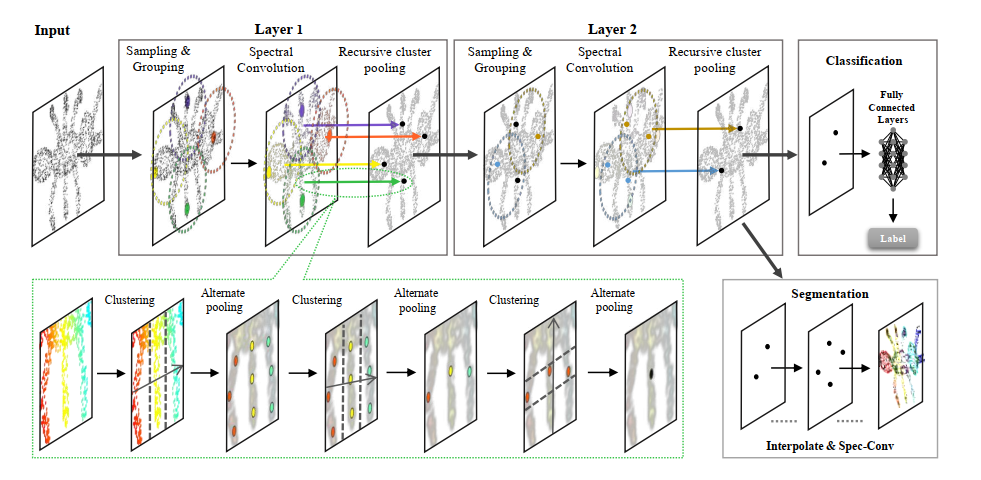 Input
Layer 1
Layer 2
Sampling &
Grouping
Spectral
Convolution
Recursive cluster
pooling
Sampling &
Grouping
Spectral
Convolution
Recursive cluster
pooling
Classification
Fully
Connected
Layers
Label
Clustering
Alternate
pooling
Clustering
Alternate
pooling
Clustering
Alternate
pooling
Segmentation
Interpolate & Spec-Conv